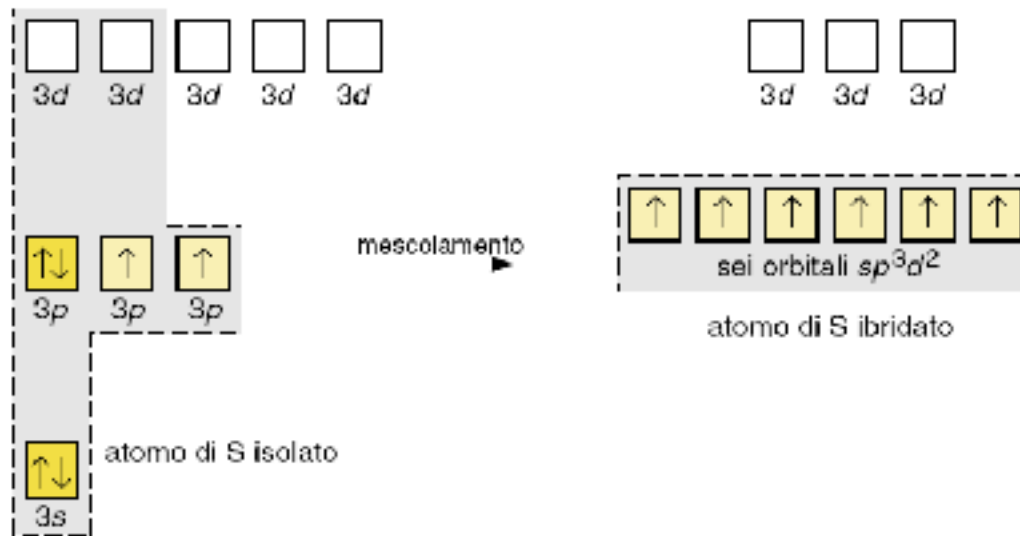 3d 3d 3d 3d 3d
3d 3d 3d
3p 3p 3p
mescolamento
sei orbitali sp³d²
atomo di S ibridato
atomo di S isolato
3s